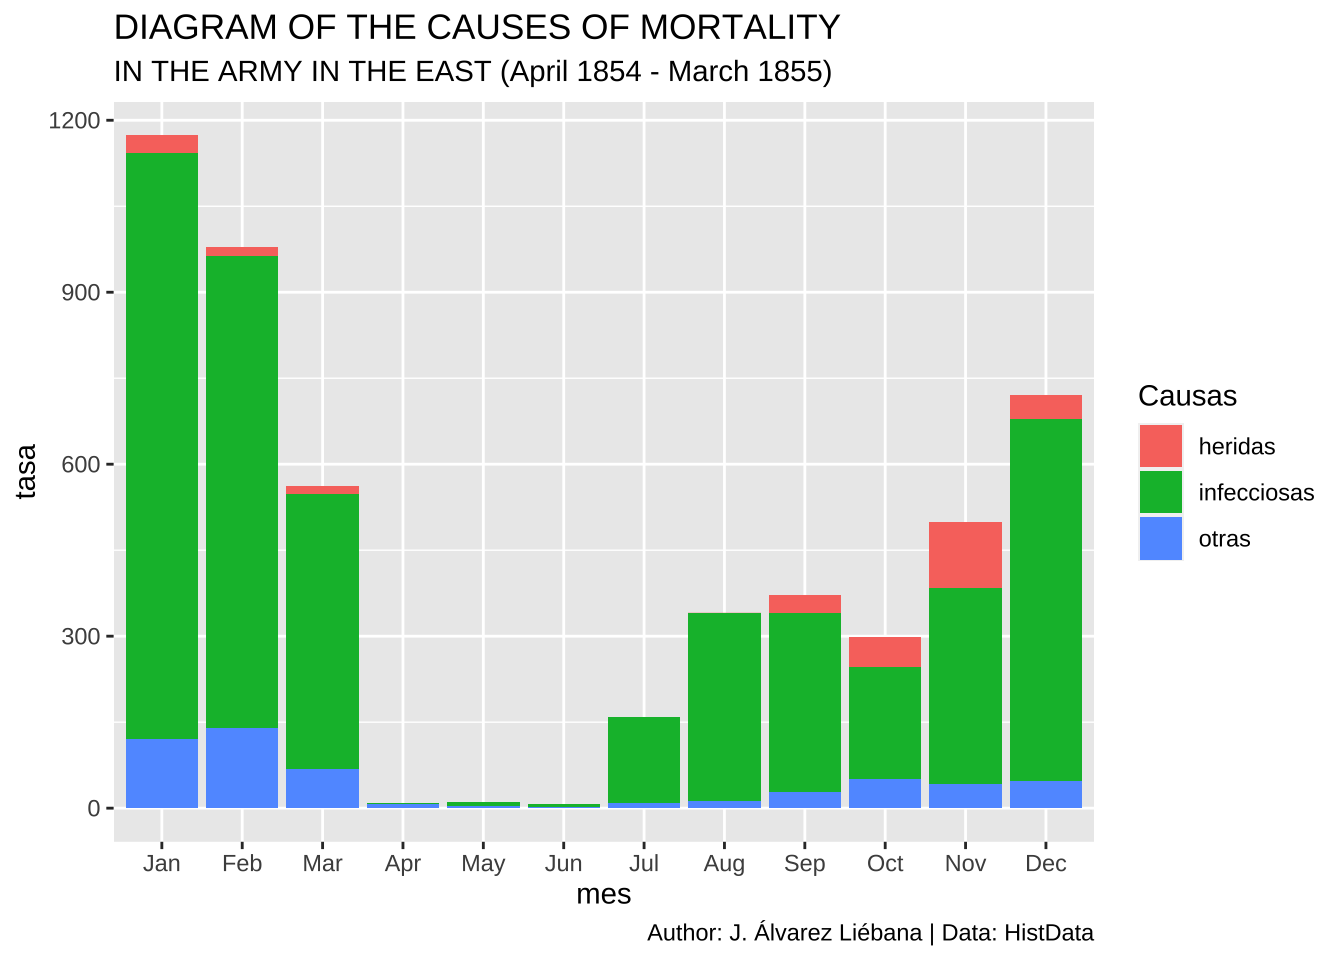 DIAGRAM OF THE CAUSES OF MORTALITY
IN THE ARMY IN THE EAST (April 1854 - March 1855)
1200
900
600
300
0
tasa
Jan Feb Mar Apr May Jun Jul Aug Sep Oct Nov Dec
mes
Causas
heridas
infecciosas
otras
Author: J. Álvarez Liébana | Data: HistData